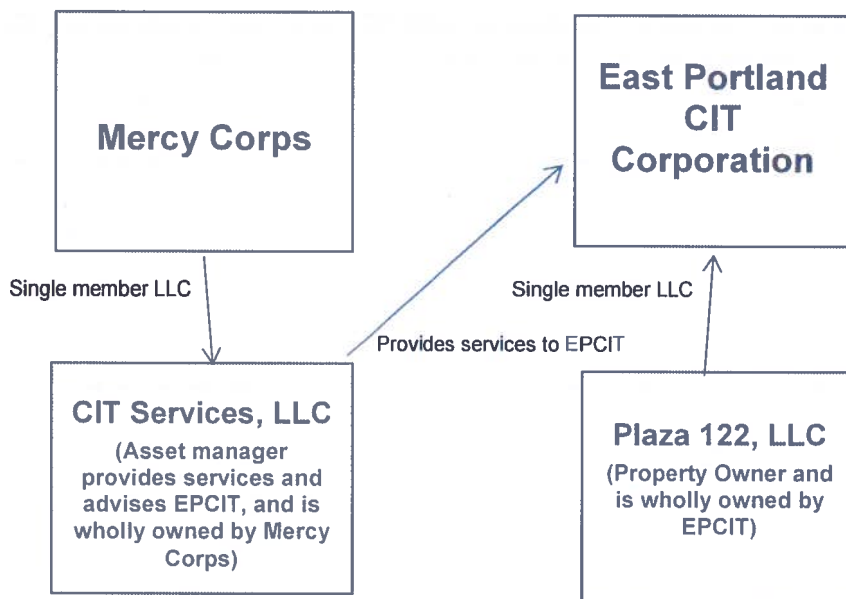 Mercy Corps
East Portland
CIT
Corporation
Single member LLC
Single member LLC
Provides services to EPCIT
CIT Services, LLC
(Asset manager
provides services and
advises EPCIT, and is
wholly owned by Mercy
Corps)
Plaza 122, LLC
(Property Owner and
is wholly owned by
EPCIT)